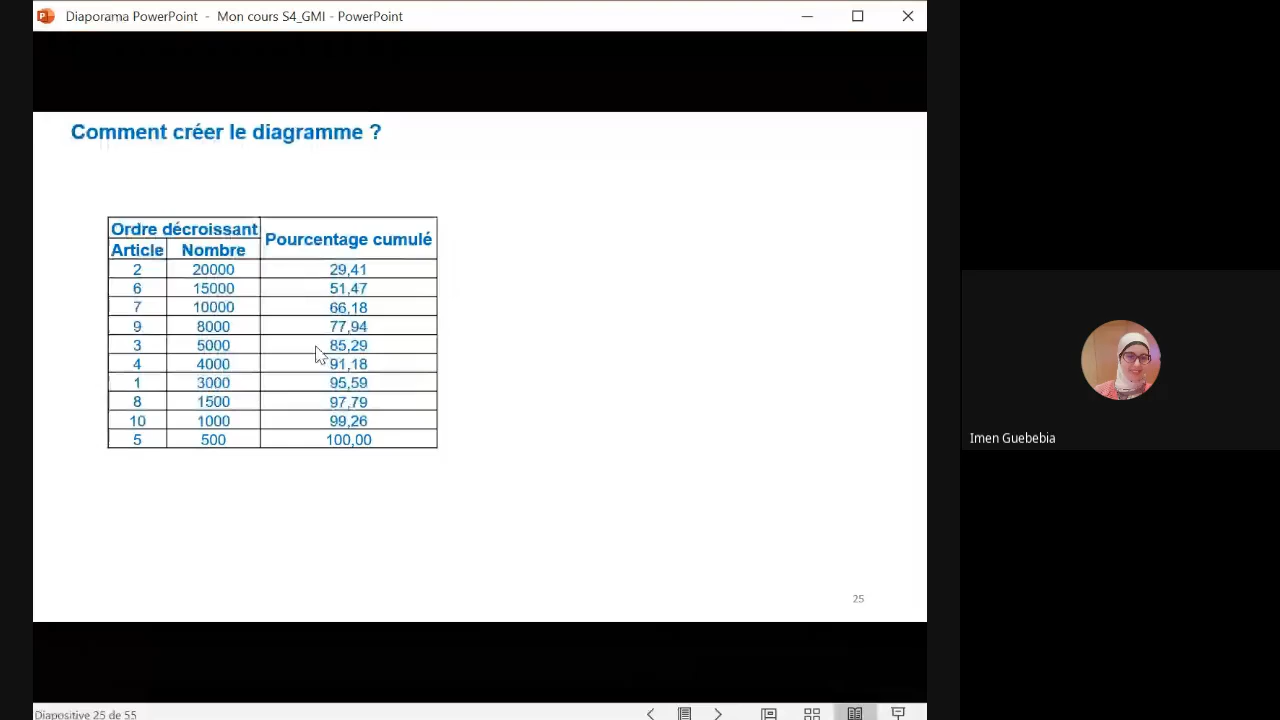 Diaporama PowerPoint - Mon cours S4_GMI - PowerPoint
Comment créer le diagramme ?
Ordre décroissant Pourcentage cumulé
Article Nombre
2 20000 29,41
6 15000 51,47
7 10000 66,18
9 8000 77,94
3 5000 85,29
4 4000 91,18
1 3000 95,59
8 1500 97,79
10 1000 99,26
5 500 100,00
25
Imen Guebebia
Diapositive 25 de 55